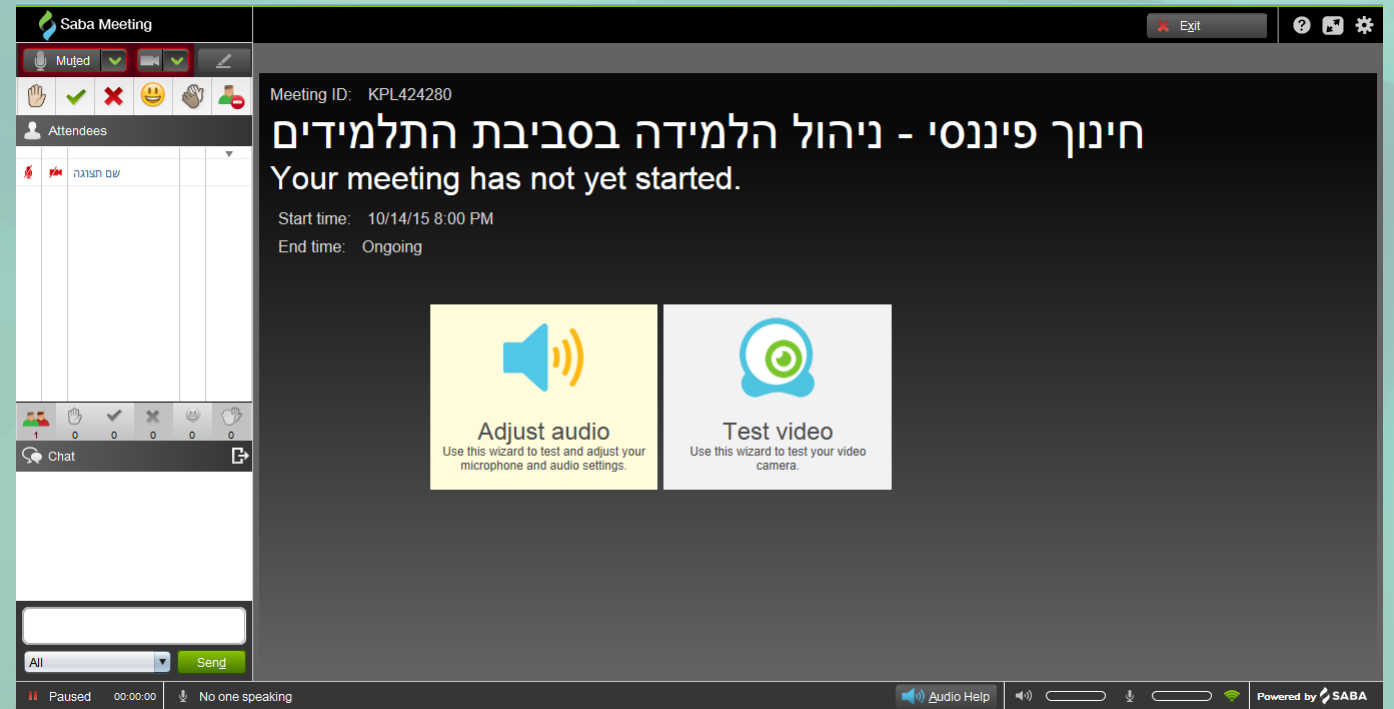 Saba Meeting
Exit
Muted
Meeting ID: KPL424280
Attendees
חינוך פיננסי - ניהול הלמידה בסביבת התלמידים
Your meeting has not yet started.
שם תצוגה
Start time: 10/14/15 8:00 PM
End time: Ongoing
Adjust audio
Use this wizard to test and adjust your
microphone and audio settings.
Test video
Use this wizard to test your video
camera.
1 0 0 0 0 0
Chat
All
Send
Paused 00:00:00 No one speaking
Audio Help
Powered by SABA